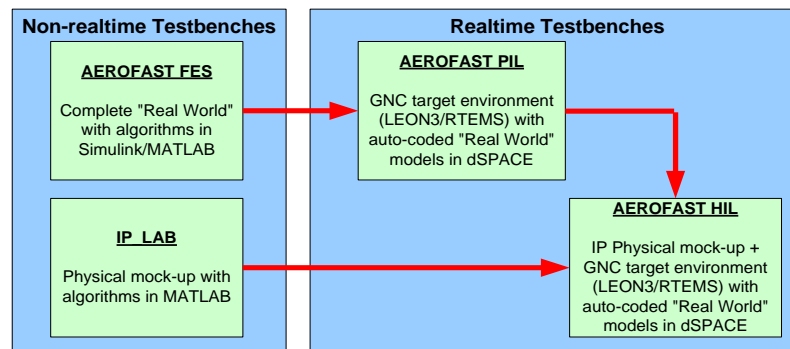 Non-realtime Testbenches
Realtime Testbenches
AEROFAST FES
Complete "Real World"
with algorithms in
Simulink/MATLAB
AEROFAST PIL
GNC target environment
(LEON3/RTEMS) with
auto-coded "Real World"
models in dSPACE
IP_LAB
Physical mock-up with
algorithms in MATLAB
AEROFAST HIL
IP Physical mock-up +
GNC target environment
(LEON3/RTEMS) with
auto-coded "Real World"
models in dSPACE